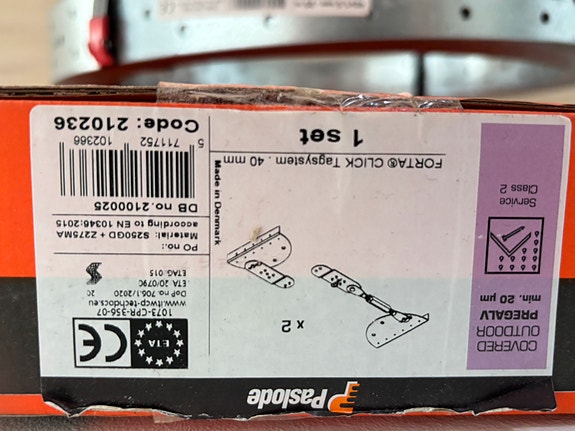 Paslode
COVERED
OUTDOOR
PREGALV
min. 20 µm
Service
Class 2
x 2
FORTA® CLICK Tagsystem . 40 mm
1 set
Made in Denmark
ETA
CE
1073-CPR-356-07
www.itwcp-techdocs.eu
DoP no. 705.1/2020
20
ETA 20/0790
ETAG:015
PO no.:
Material: S250GD + Z275MA
according to EN 10346:2015
DB no.2100025
5 711752 102366
Code: 210236